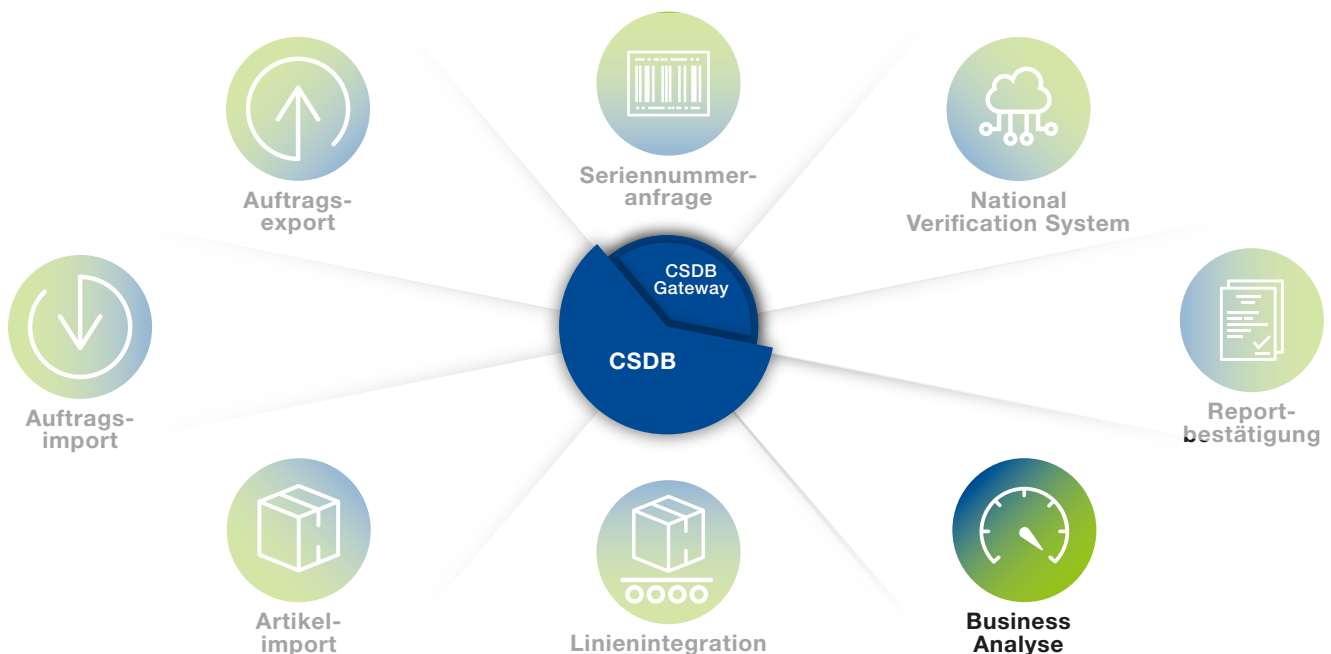 Seriennummer-
anfrage
Auftrags-
export
National
Verification System
CSDB
Gateway
CSDB
Auftrags-
import
Report-
bestätigung
Artikel-
import
Linienintegration
Business
Analyse